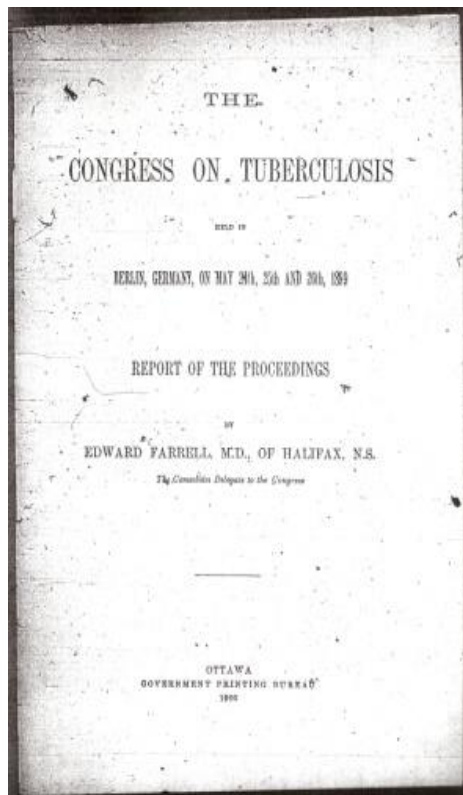 THE
CONGRESS ON TUBERCULOSIS
HELD IN
BERLIN, GERMANY, ON MAY 24th, 25th AND 26th, 1899
REPORT OF THE PROCEEDINGS
BY
EDWARD FARRELL, M.D., OF HALIFAX, N.S.
The Canadian Delegate to the Congress
OTTAWA
GOVERNMENT PRINTING BUREAU